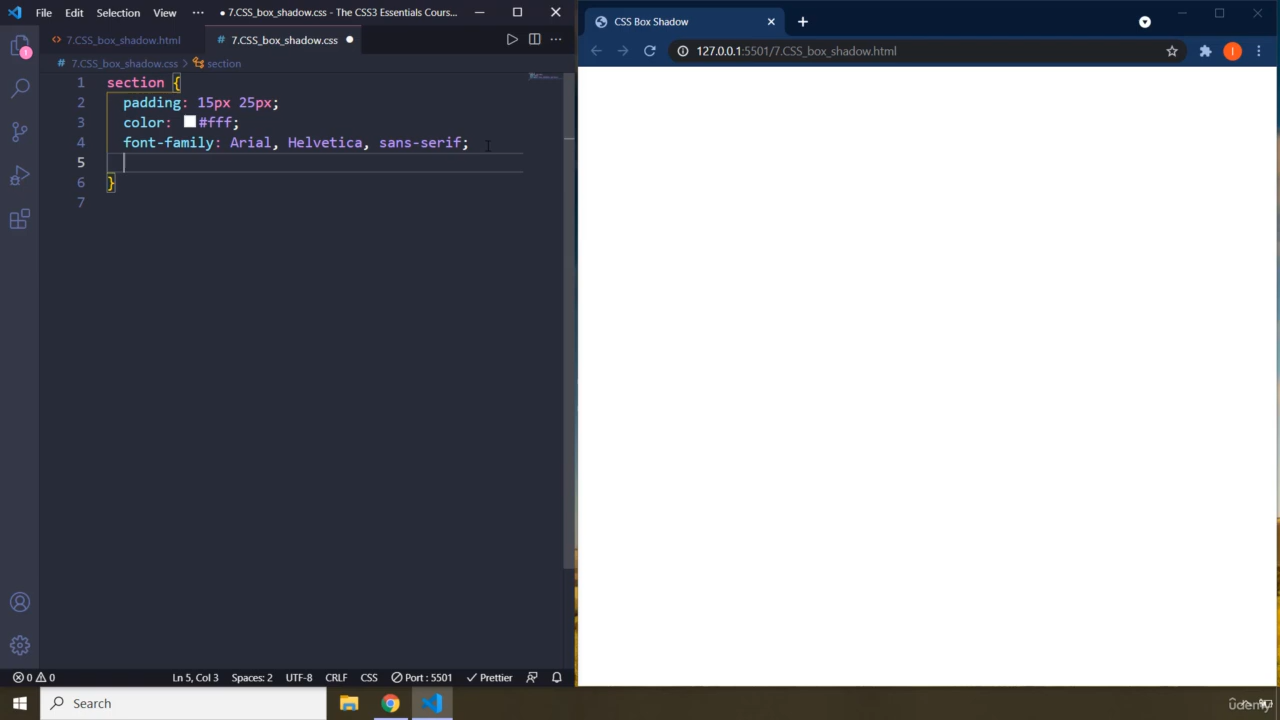 File Edit Selection View ··· ● 7.CSS_box_shadow.css - The CSS3 Essentials Cours...
7.CSS_box_shadow.html # 7.CSS_box_shadow.css ●
# 7.CSS_box_shadow.css > section
1 section {
2 padding: 15px 25px;
3 color: #fff;
4 font-family: Arial, Helvetica, sans-serif;
5
6 }
7
1
0 0 Ln 5, Col 3 Spaces: 2 UTF-8 CRLF CSS Port : 5501 Prettier
CSS Box Shadow
127.0.0.1:5501/7.CSS_box_shadow.html
I
Search
udemy